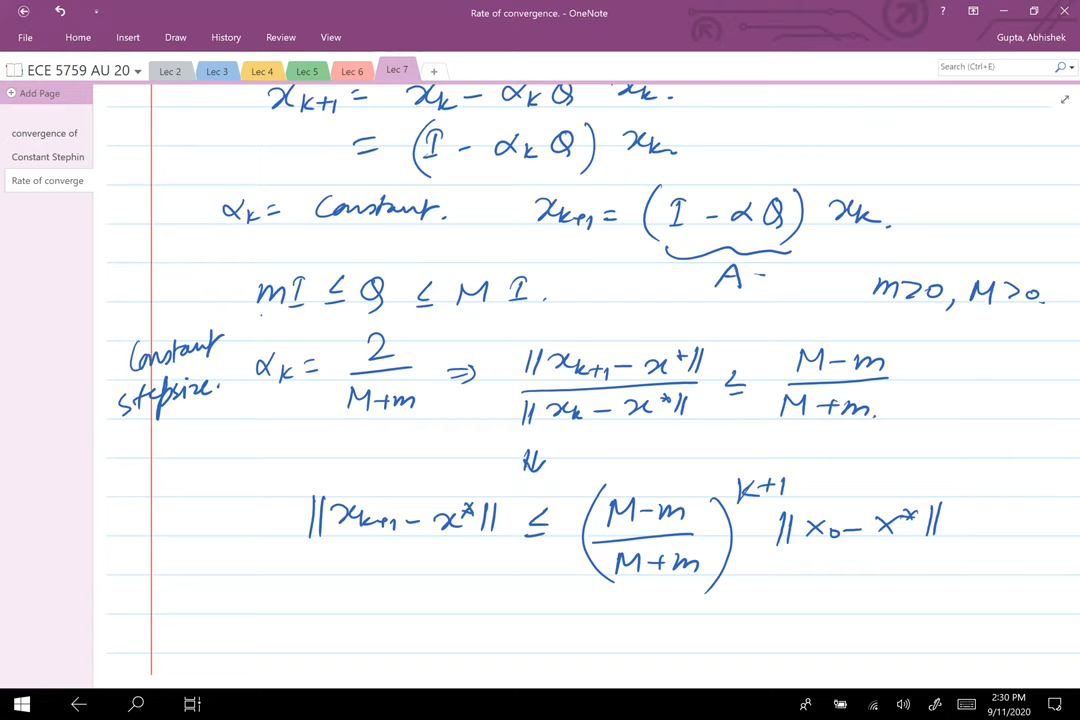 Rate of convergence. - OneNote
Gupta, Abhishek
File Home Insert Draw History Review View
ECE 5759 AU 20
Lec 2 Lec 3 Lec 4 Lec 5 Lec 6 Lec 7
Search (Ctrl+E)
Add Page
convergence of
Constant Stephin
Rate of converge
x_{k+1} = x_k - α_k Q x_k.
= (I - α_k Q) x_k
α_k = Constant. x_{k+1} = (I - αQ) x_k.
A
mI ≤ Q ≤ M I. m>0, M>0.
Constant stepsize. α_k = 2/(M+m) ⇒ ||x_{k+1} - x*|| / ||x_k - x*|| ≤ (M-m)/(M+m).
⇓
||x_{k+1} - x*|| ≤ ((M-m)/(M+m))^{k+1} ||x_0 - x*||
2:30 PM
9/11/2020